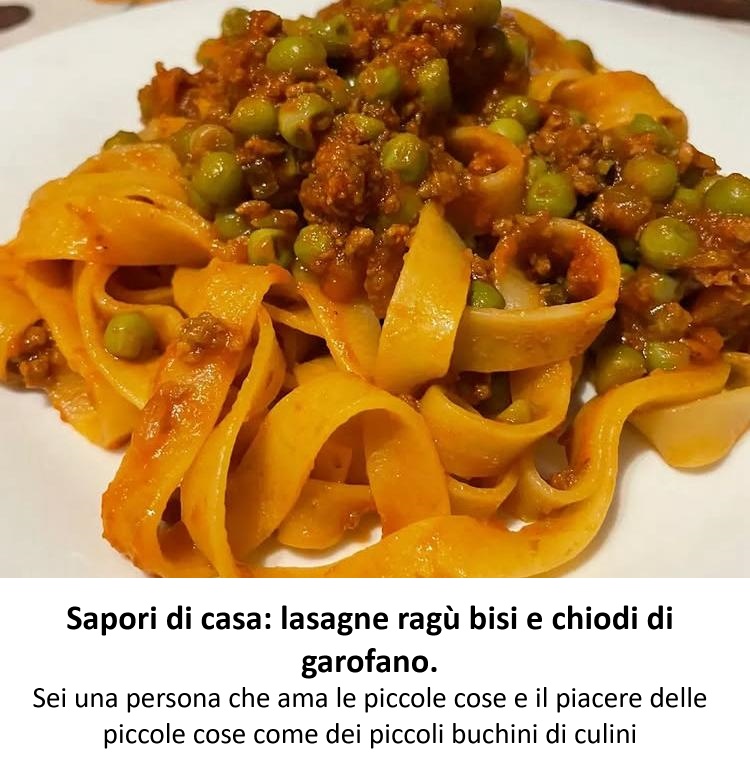 Sapori di casa: lasagne ragù bisi e chiodi di
garofano.
Sei una persona che ama le piccole cose e il piacere delle
piccole cose come dei piccoli buchini di culini